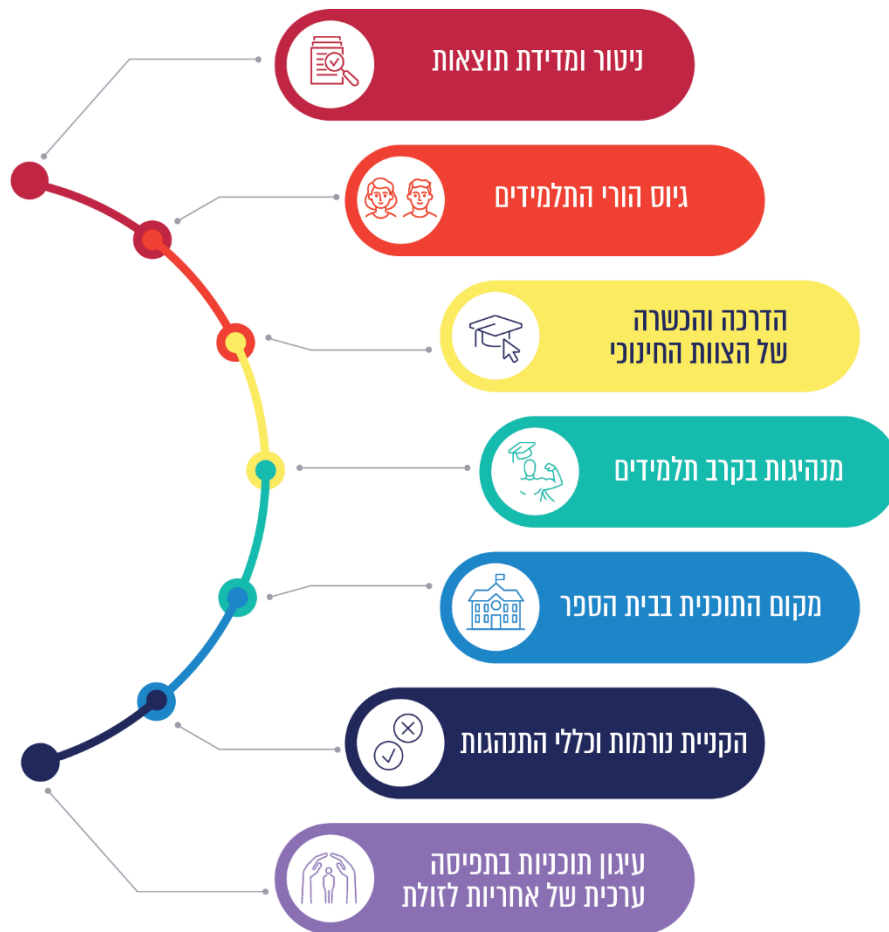 ניטור ומדידת תוצאות
גיוס הורי התלמידים
הדרכה והכשרה
של הצוות החינוכי
מנהיגות בקרב תלמידים
מקום התוכנית בבית הספר
הקניית נורמות וכללי התנהגות
עיגון תוכניות בתפיסה
ערכית של אחריות לזולת